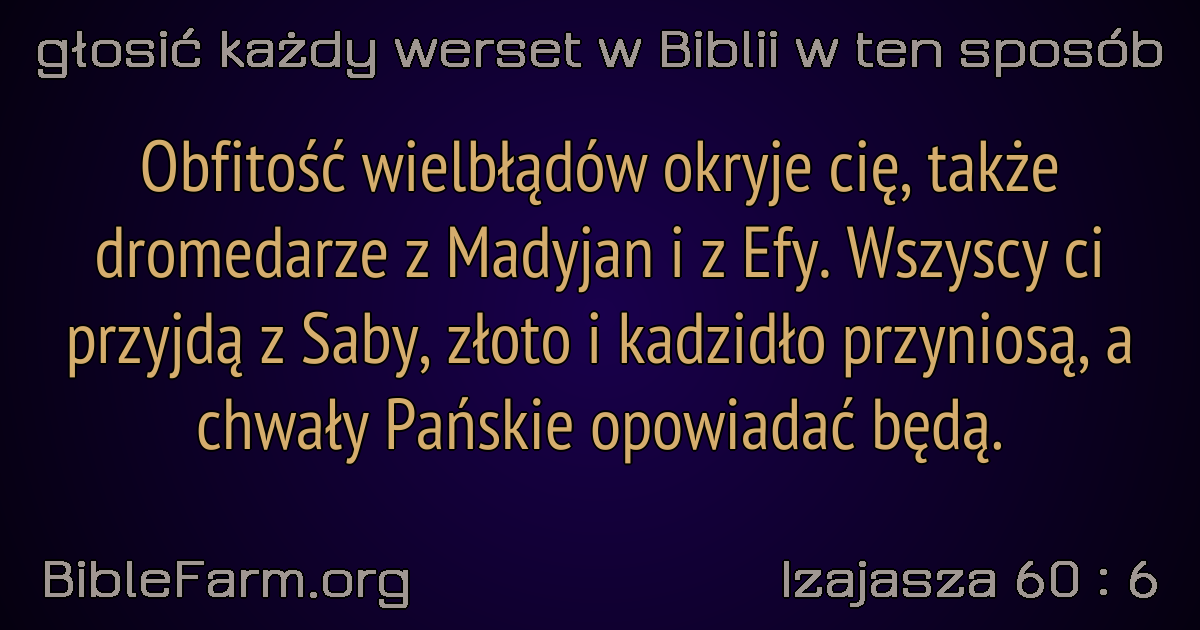 głosić każdy werset w Biblii w ten sposób
Obfitość wielbłądów okryje cię, także
dromedarze z Madyjan i z Efy. Wszyscy ci
przyjdą z Saby, złoto i kadzidło przyniosą, a
chwały Pańskie opowiadać będą.
BibleFarm.org
Izajasza 60 : 6